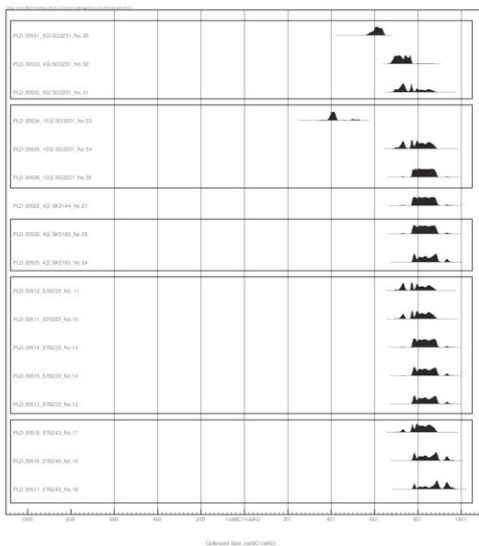 PLD-30531_9区SG3231_No.30
PLD-30533_9区SG3231_No.32
PLD-30532_9区SG3231_No.31
PLD-30534_10区SG3231_No.33
PLD-30535_10区SG3231_No.34
PLD-30536_10区SG3231_No.35
PLD-30522_4区SK3144_No.21
PLD-30526_4区SK3183_No.25
PLD-30525_4区SK3183_No.24
PLD-30512_ST6223_No.11
PLD-30511_ST6223_No.10
PLD-30514_ST6223_No.13
PLD-30515_ST6223_No.14
PLD-30513_ST6223_No.12
PLD-30518_ST6243_No.17
PLD-30516_ST6243_No.15
PLD-30517_ST6243_No.16
1000 800 600 400 200 1calBC/1calAD 200 400 600 800 1000
Calibrated date (calBC/calAD)